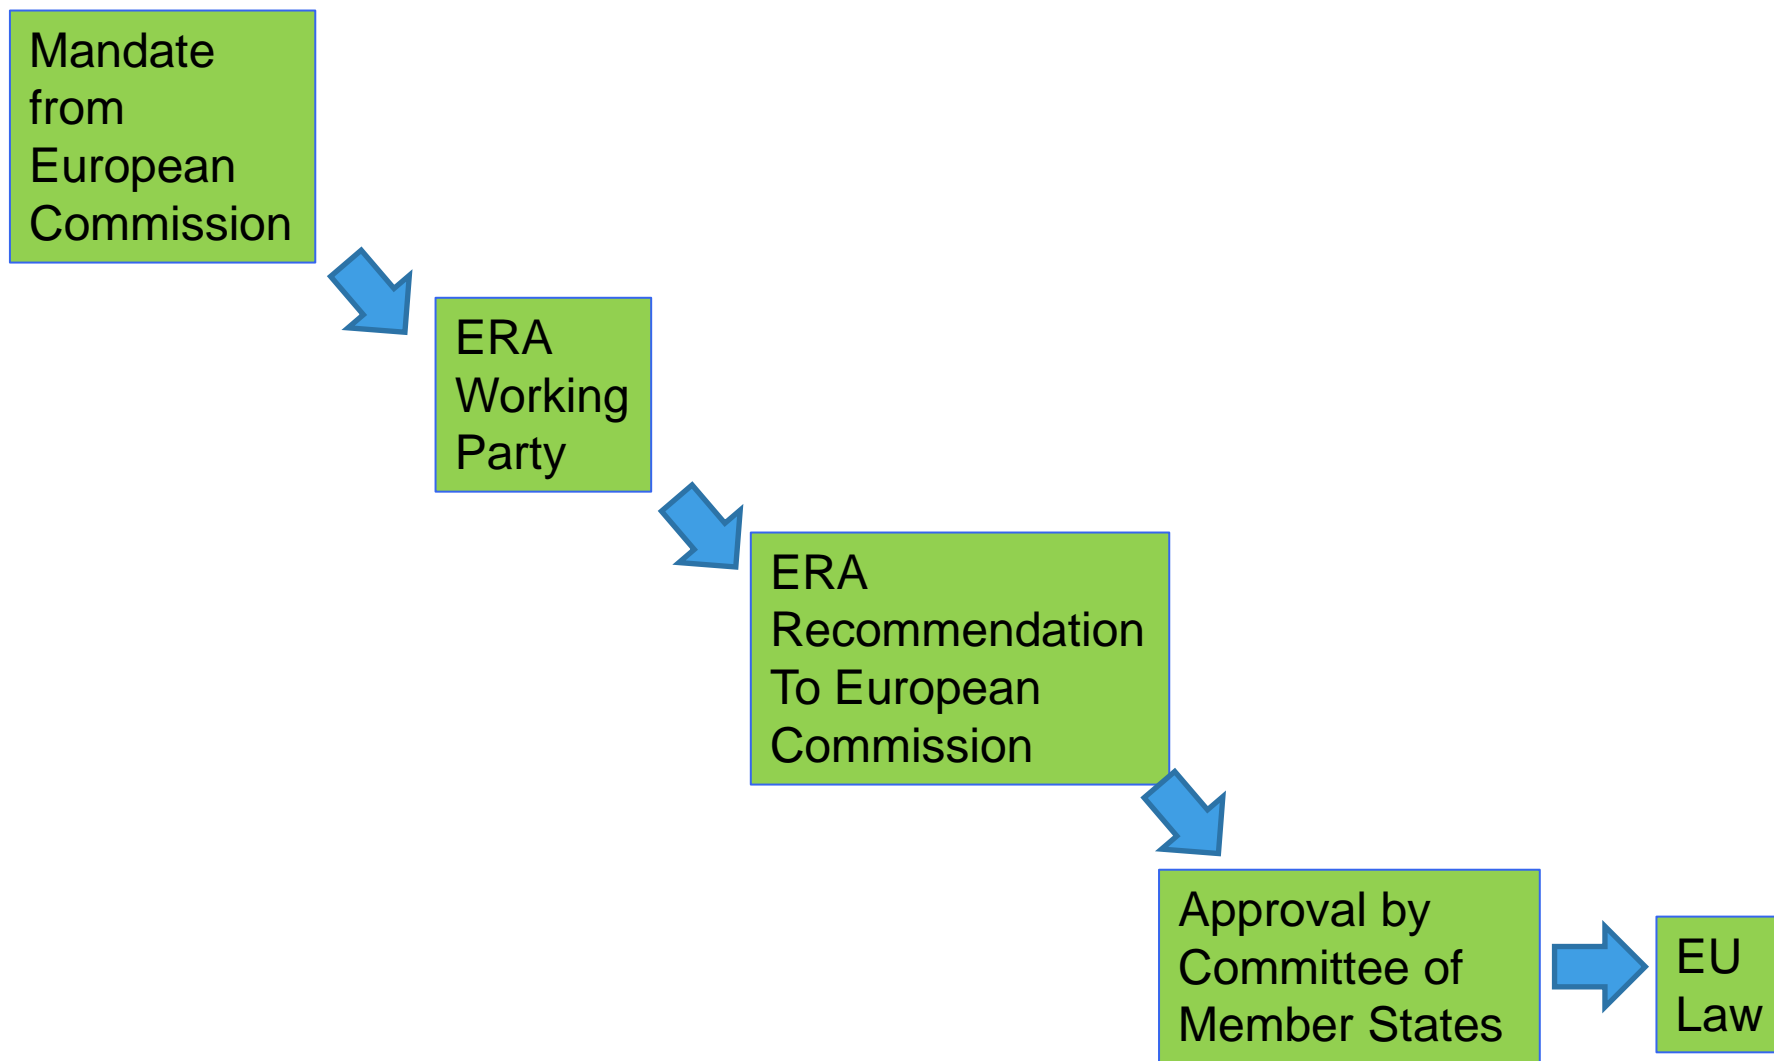 Mandate
from
European
Commission
ERA
Working
Party
ERA
Recommendation
To European
Commission
Approval by
Committee of
Member States
EU
Law